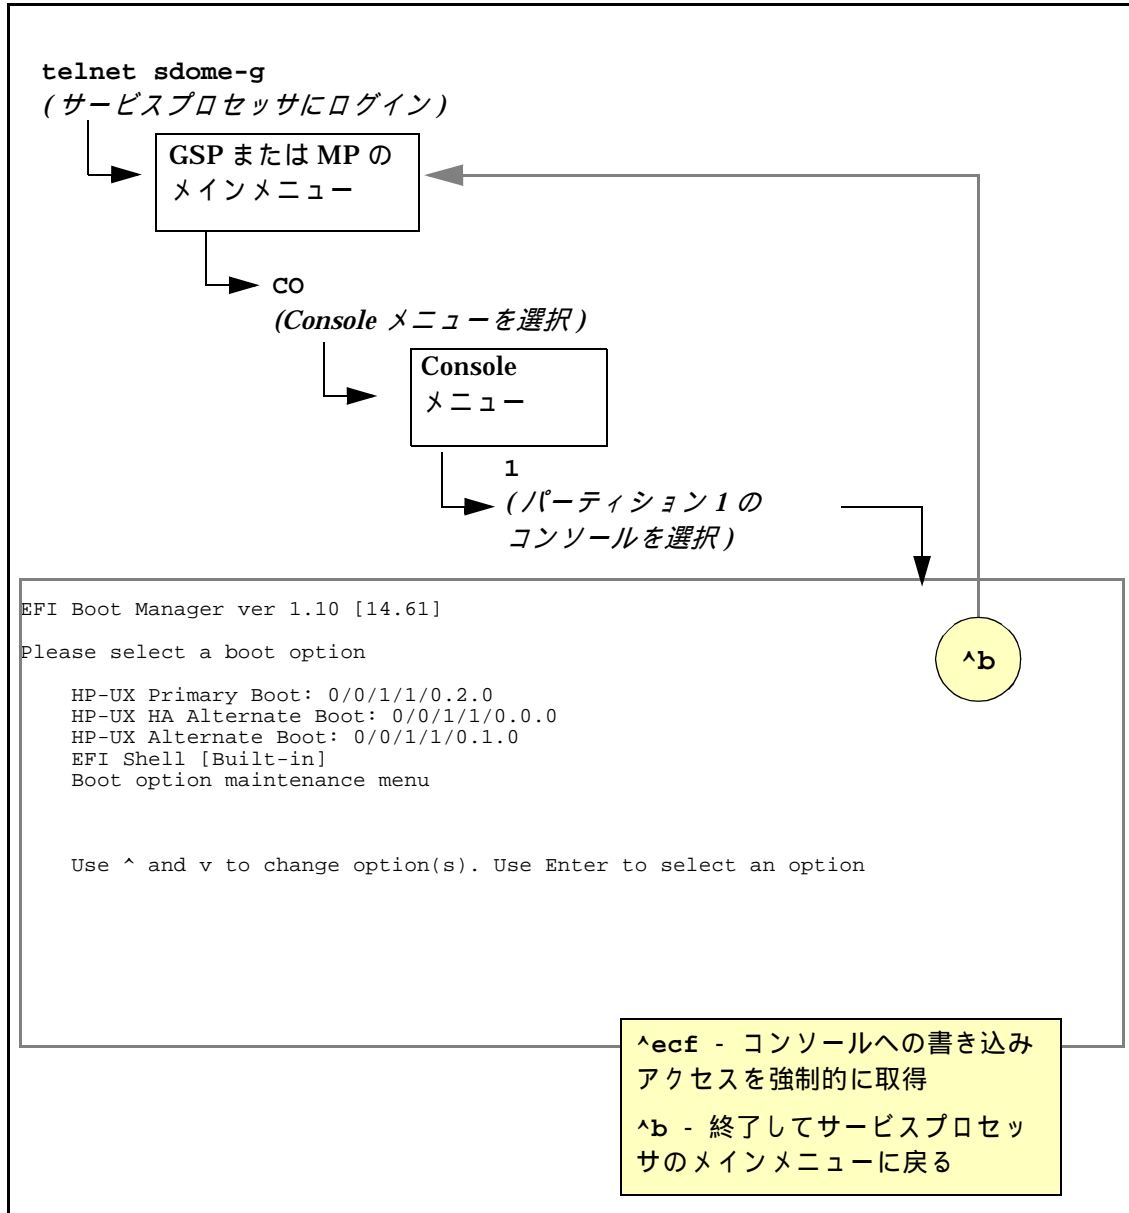 telnet sdome-g
(サービスプロセッサにログイン)
GSP または MP の
メインメニュー
CO
(Console メニューを選択)
Console
メニュー
1
(パーティション 1 の
コンソールを選択)
EFI Boot Manager ver 1.10 [14.61]
Please select a boot option
^b
HP-UX Primary Boot: 0/0/1/1/0.2.0
HP-UX HA Alternate Boot: 0/0/1/1/0.0.0
HP-UX Alternate Boot: 0/0/1/1/0.1.0
EFI Shell [Built-in]
Boot option maintenance menu
Use ^ and v to change option(s). Use Enter to select an option
^ecf - コンソールへの書き込み
アクセスを強制的に取得
^b - 終了してサービスプロセッ
サのメインメニューに戻る